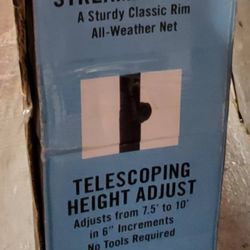 A Sturdy Classic Rim
All-Weather Net
TELESCOPING
HEIGHT ADJUST
Adjusts from 7.5' to 10'
in 6" Increments
No Tools Required